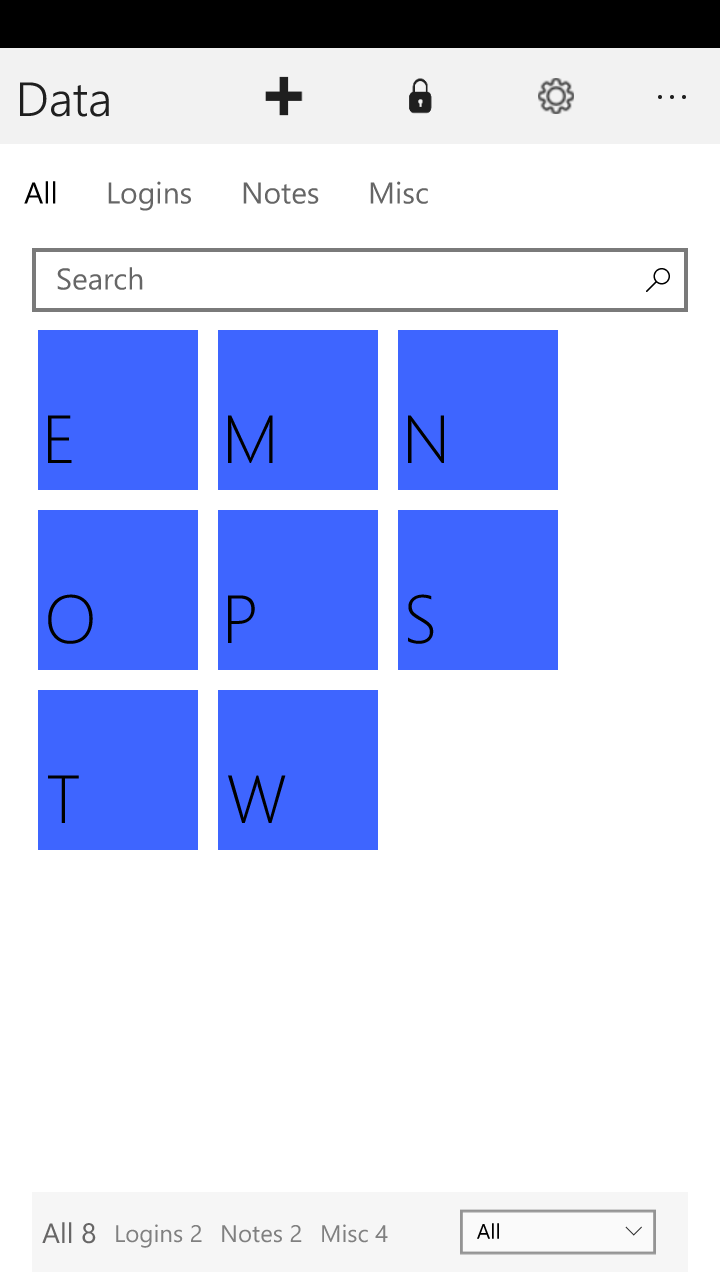 Data
All Logins Notes Misc
Search
E M N
O P S
T W
All 8 Logins 2 Notes 2 Misc 4 All